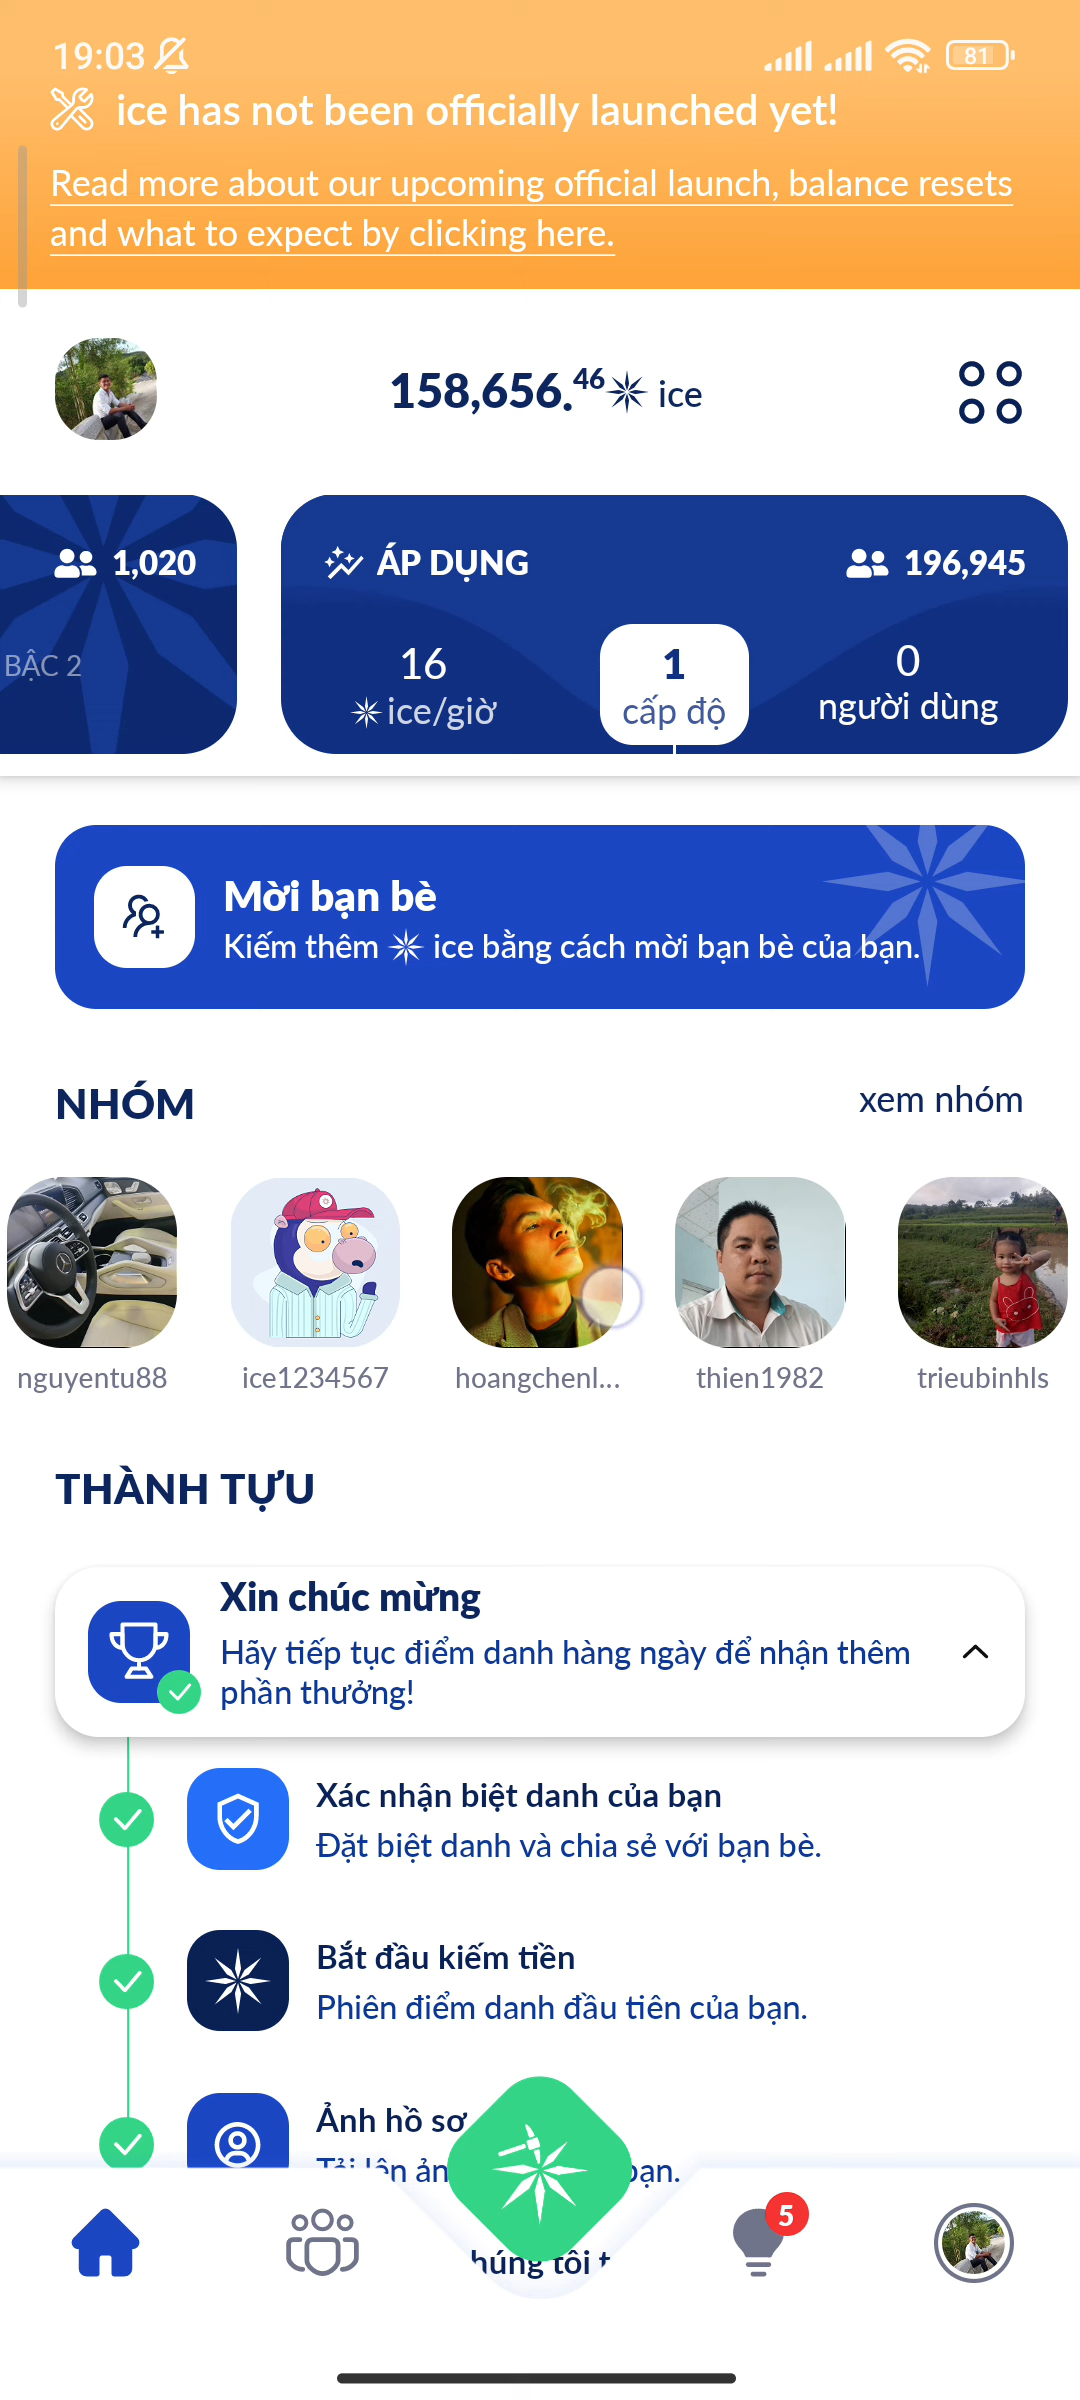 19:03
81
ice has not been officially launched yet!
Read more about our upcoming official launch, balance resets
and what to expect by clicking here.
158,656.46 ice
1,020
BẬC 2
ÁP DỤNG
196,945
16
ice/giờ
1
cấp độ
0
người dùng
Mời bạn bè
Kiếm thêm ice bằng cách mời bạn bè của bạn.
NHÓM
xem nhóm
nguyentu88
ice1234567
hoangchenl...
thien1982
trieubinhls
THÀNH TỰU
Xin chúc mừng
Hãy tiếp tục điểm danh hàng ngày để nhận thêm
phần thưởng!
Xác nhận biệt danh của bạn
Đặt biệt danh và chia sẻ với bạn bè.
Bắt đầu kiếm tiền
Phiên điểm danh đầu tiên của bạn.
Ảnh hồ sơ
Tải lên ản bạn.
húng tôi t
5